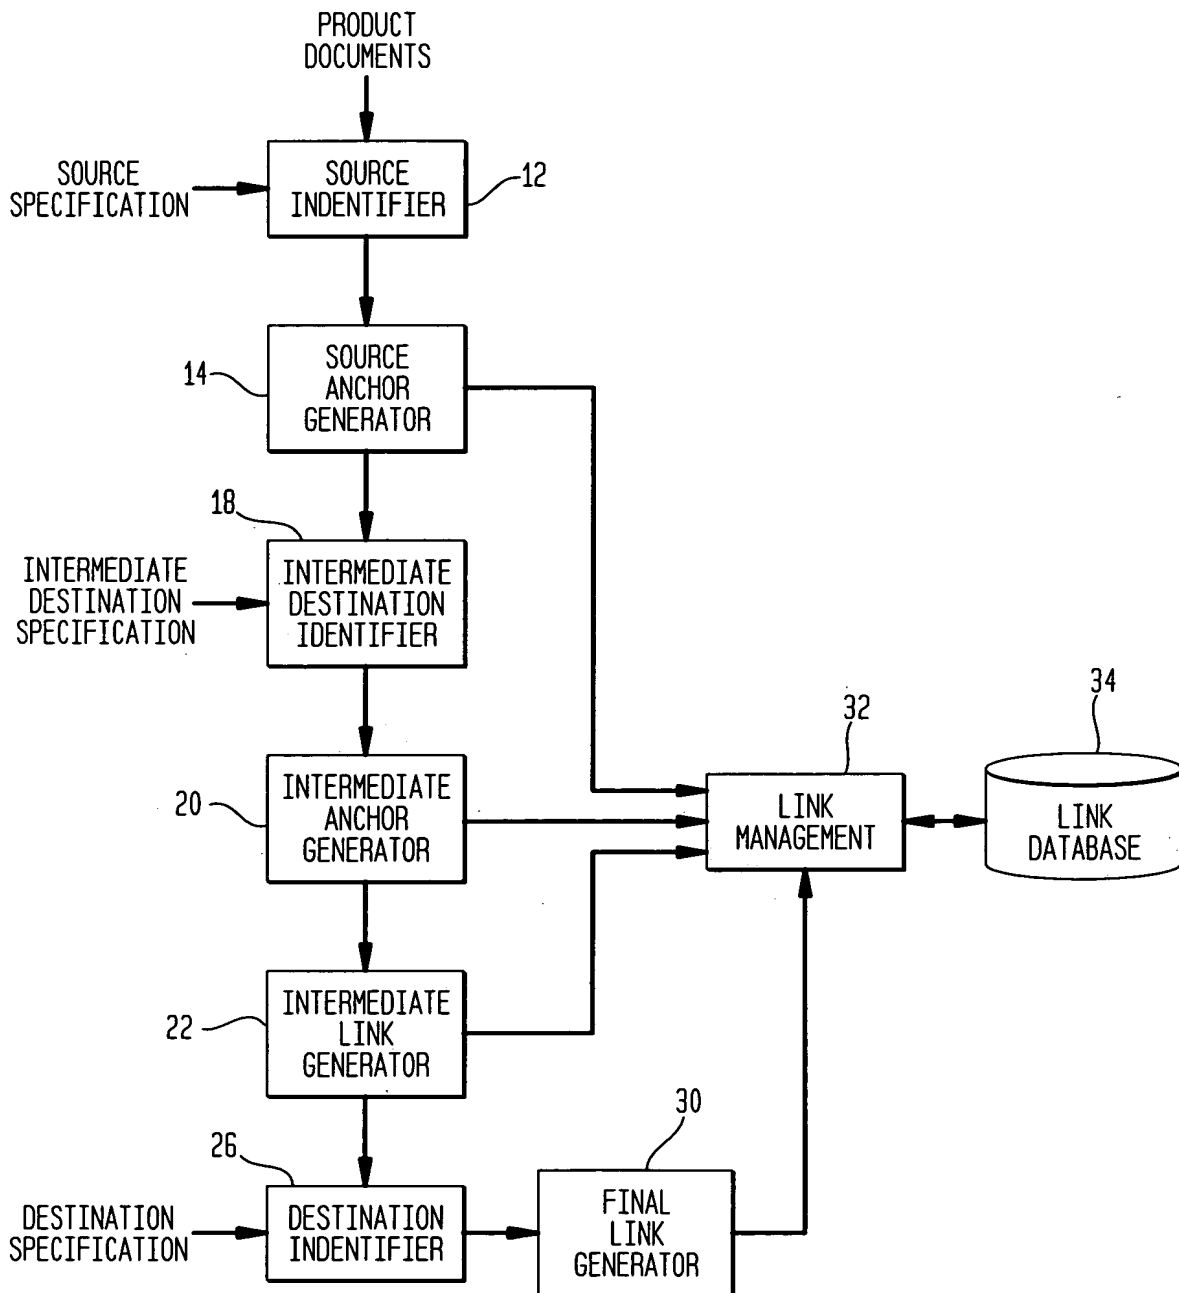 PRODUCT
DOCUMENTS
SOURCE
SPECIFICATION
SOURCE
INDENTIFIER
12
14
SOURCE
ANCHOR
GENERATOR
18
INTERMEDIATE
DESTINATION
SPECIFICATION
INTERMEDIATE
DESTINATION
IDENTIFIER
20
INTERMEDIATE
ANCHOR
GENERATOR
32
LINK
MANAGEMENT
34
LINK
DATABASE
22
INTERMEDIATE
LINK
GENERATOR
26
DESTINATION
SPECIFICATION
DESTINATION
INDENTIFIER
30
FINAL
LINK
GENERATOR